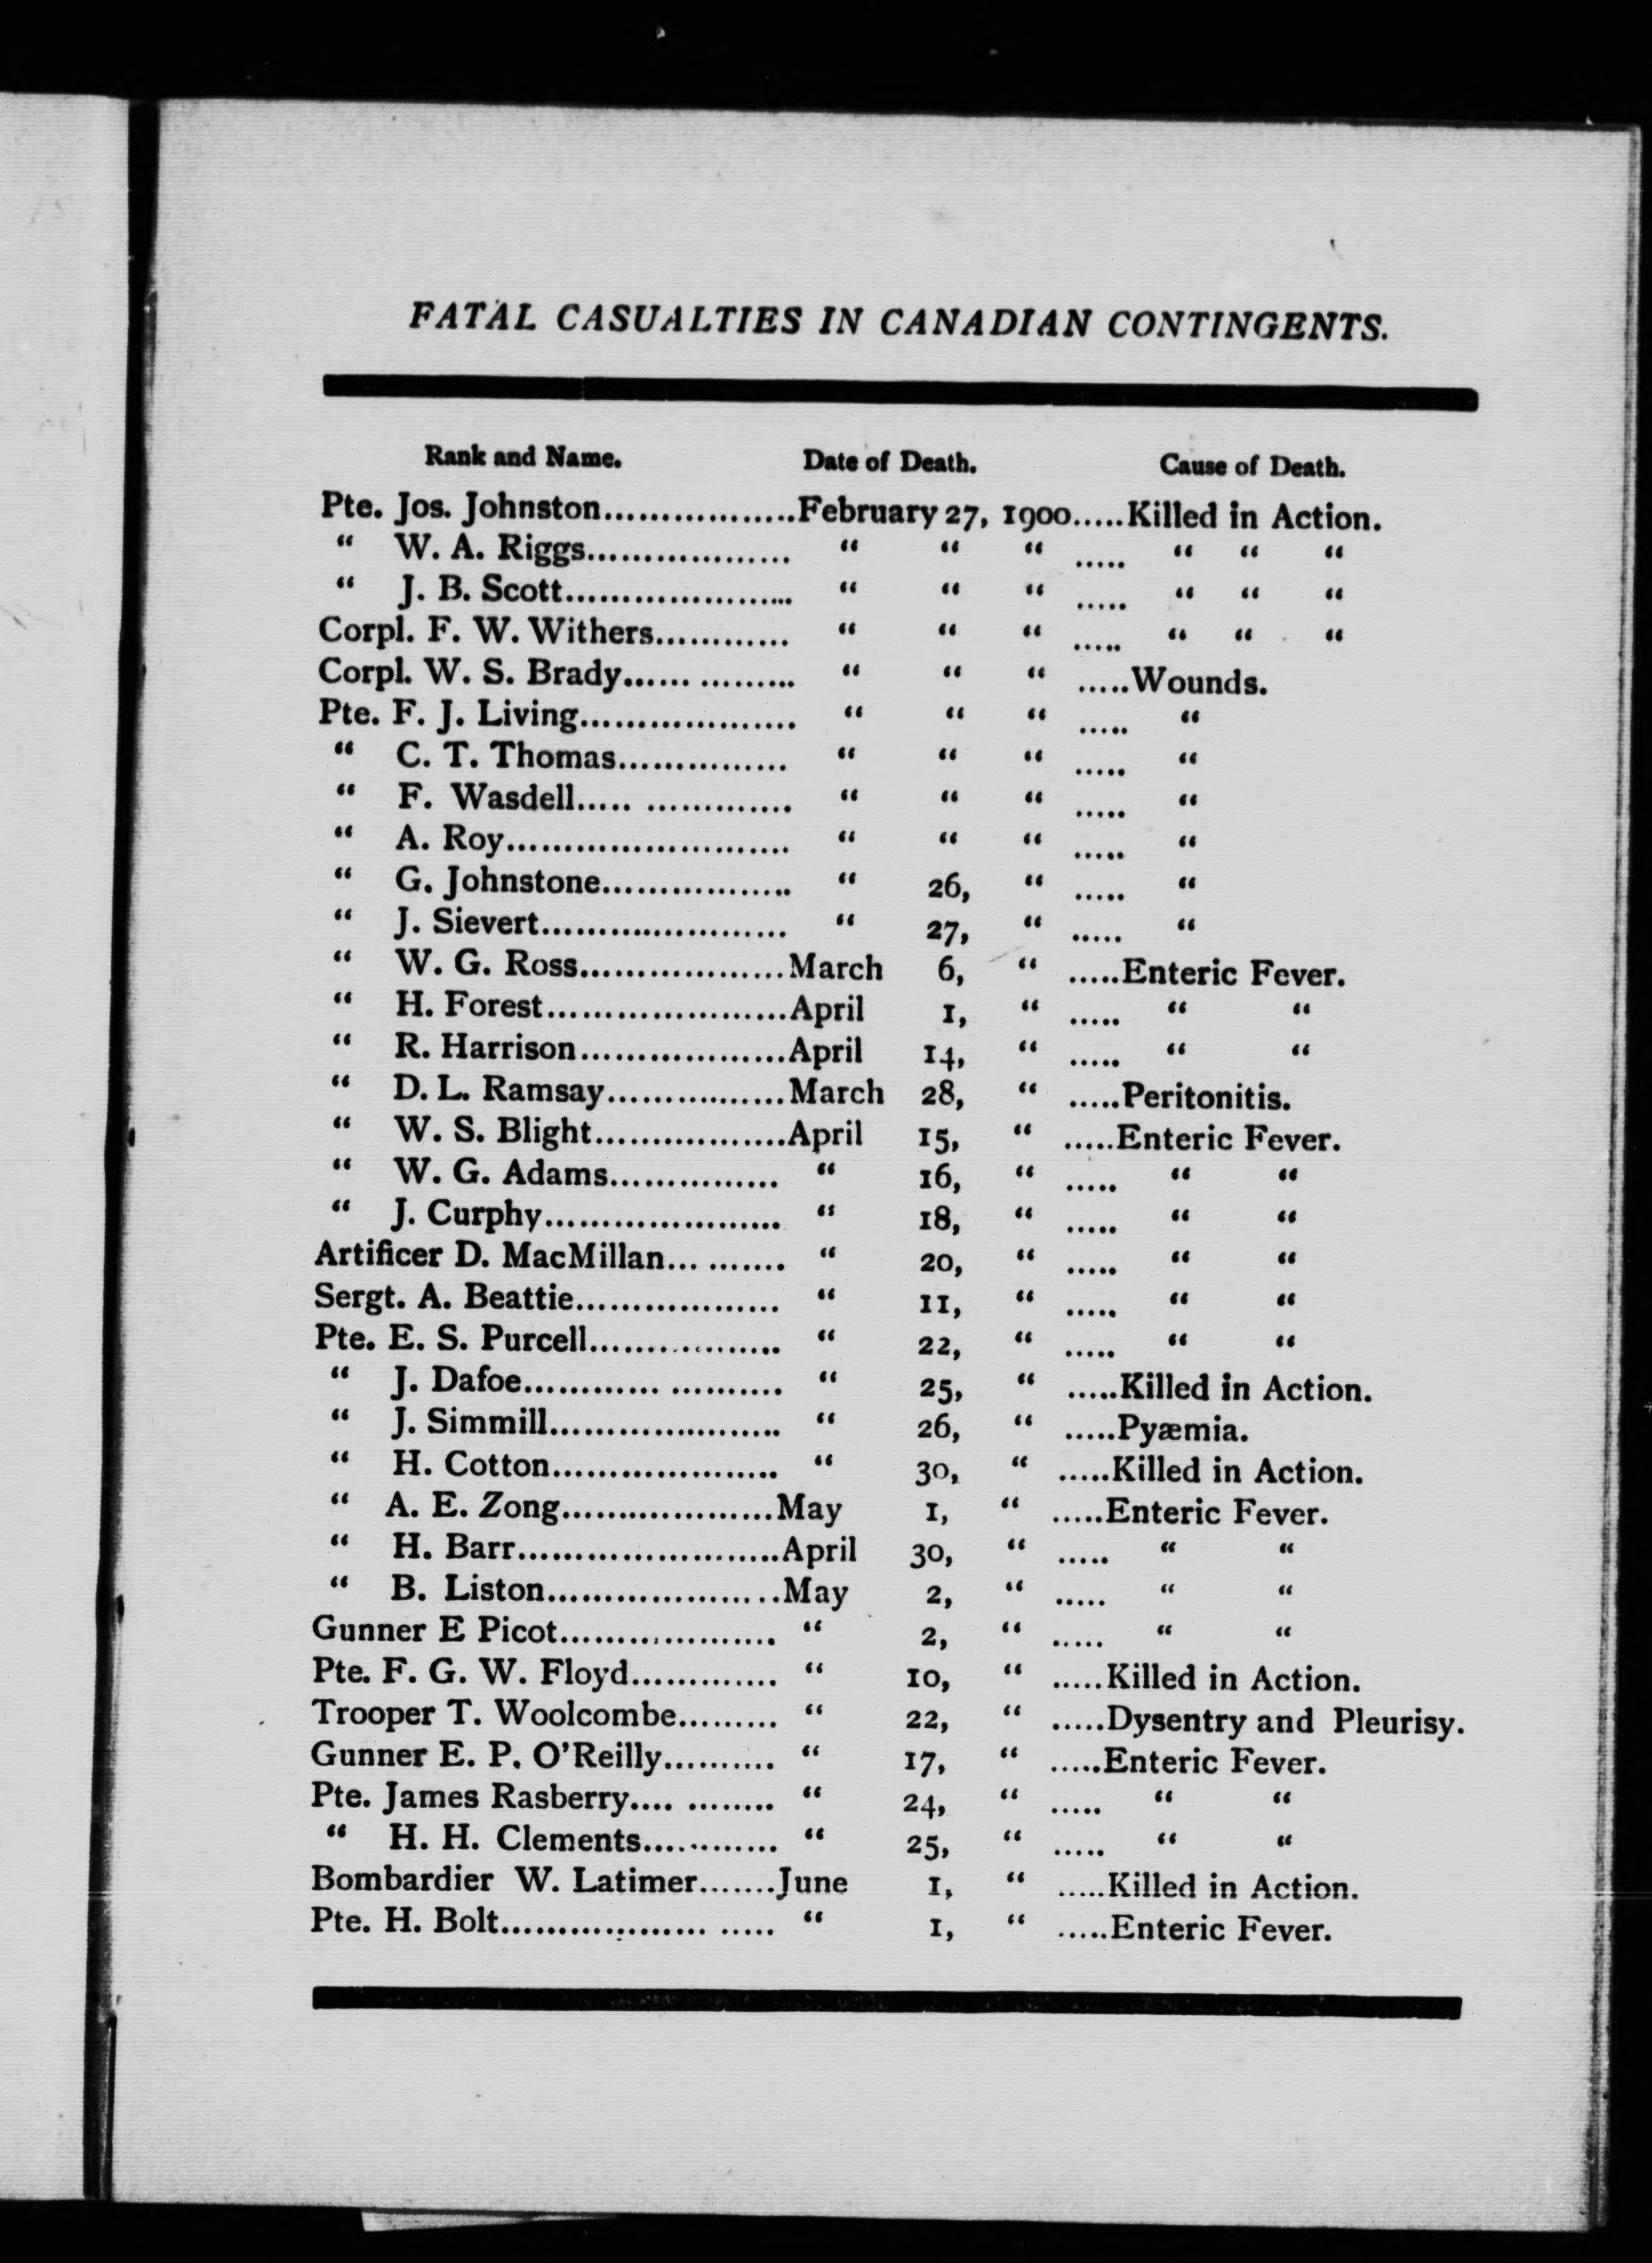 FATAL CASUALTIES IN CANADIAN CONTINGENTS.
Rank and Name. Date of Death. Cause of Death.
Pte. Jos. Johnston.................February 27, 1900.....Killed in Action.
“ W. A. Riggs.................. “ “ “ ..... “ “ “
“ J. B. Scott.................... “ “ “ ..... “ “ “
Corpl. F. W. Withers............ “ “ “ ..... “ “ “
Corpl. W. S. Brady...... ......... “ “ “ .....Wounds.
Pte. F. J. Living................... “ “ “ ..... “
“ C. T. Thomas............... “ “ “ ..... “
“ F. Wasdell..... ............. “ “ “ ..... “
“ A. Roy......................... “ “ “ ..... “
“ G. Johnstone................. “ 26, “ ..... “
“ J. Sievert...................... “ 27, “ ..... “
“ W. G. Ross..................March 6, “ .....Enteric Fever.
“ H. Forest.....................April 1, “ ..... “ “
“ R. Harrison..................April 14, “ ..... “ “
“ D. L. Ramsay................March 28, “ .....Peritonitis.
“ W. S. Blight.................April 15, “ .....Enteric Fever.
“ W. G. Adams............... “ 16, “ ..... “ “
“ J. Curphy..................... “ 18, “ ..... “ “
Artificer D. MacMillan... ....... “ 20, “ ..... “ “
Sergt. A. Beattie.................. “ 11, “ ..... “ “
Pte. E. S. Purcell................. “ 22, “ ..... “ “
“ J. Dafoe............ .......... “ 25, “ .....Killed in Action.
“ J. Simmill.................... “ 26, “ .....Pyæmia.
“ H. Cotton.................... “ 30, “ .....Killed in Action.
“ A. E. Zong...................May 1, “ .....Enteric Fever.
“ H. Barr.......................April 30, “ ..... “ “
“ B. Liston.....................May 2, “ ..... “ “
Gunner E Picot................... “ 2, “ ..... “ “
Pte. F. G. W. Floyd............. “ 10, “ .....Killed in Action.
Trooper T. Woolcombe......... “ 22, “ .....Dysentry and Pleurisy.
Gunner E. P. O’Reilly.......... “ 17, “ .....Enteric Fever.
Pte. James Rasberry.... ........ “ 24, “ ..... “ “
“ H. H. Clements............ “ 25, “ ..... “ “
Bombardier W. Latimer.......June 1, “ .....Killed in Action.
Pte. H. Bolt.................. ..... “ 1, “ .....Enteric Fever.